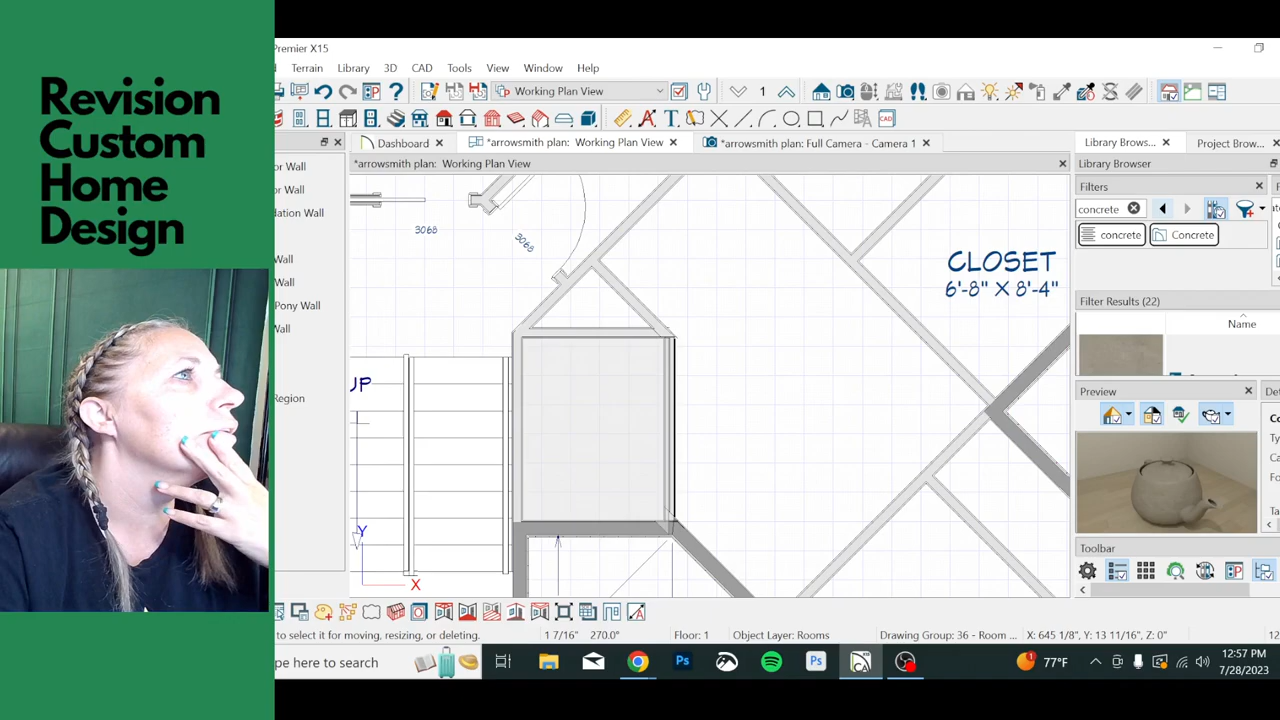 Revision
Custom
Home
Design
Premier X15
Terrain Library 3D CAD Tools View Window Help
Working Plan View
1
Dashboard
*arrowsmith plan: Working Plan View
*arrowsmith plan: Full Camera - Camera 1
Library Brows...
Project Brow...
*arrowsmith plan: Working Plan View
Library Browser
or Wall
or Wall
dation Wall
Wall
Wall
Pony Wall
Wall
Region
Filters
concrete
concrete
Concrete
Filter Results (22)
Name
Preview
Toolbar
3068
3068
CLOSET
6'-8" X 8'-4"
UP
Y
X
to select it for moving, resizing, or deleting.
1 7/16" 270.0°
Floor: 1
Object Layer: Rooms
Drawing Group: 36 - Room ...
X: 645 1/8", Y: 13 11/16", Z: 0"
here to search
77°F
12:57 PM
7/28/2023